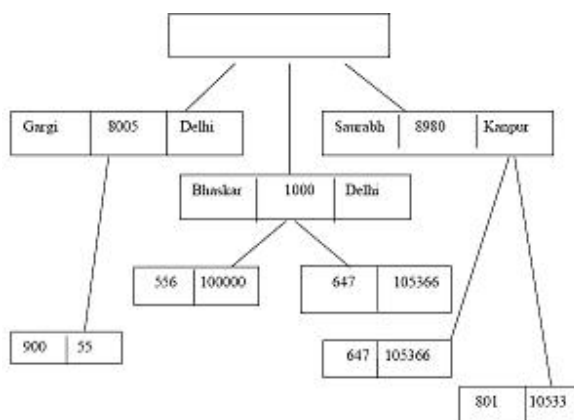 Gargi 8005 Delhi
Saurabh 8980 Kanpur
Bhaskar 1000 Delhi
556 100000
647 105366
900 55
647 105366
801 10533